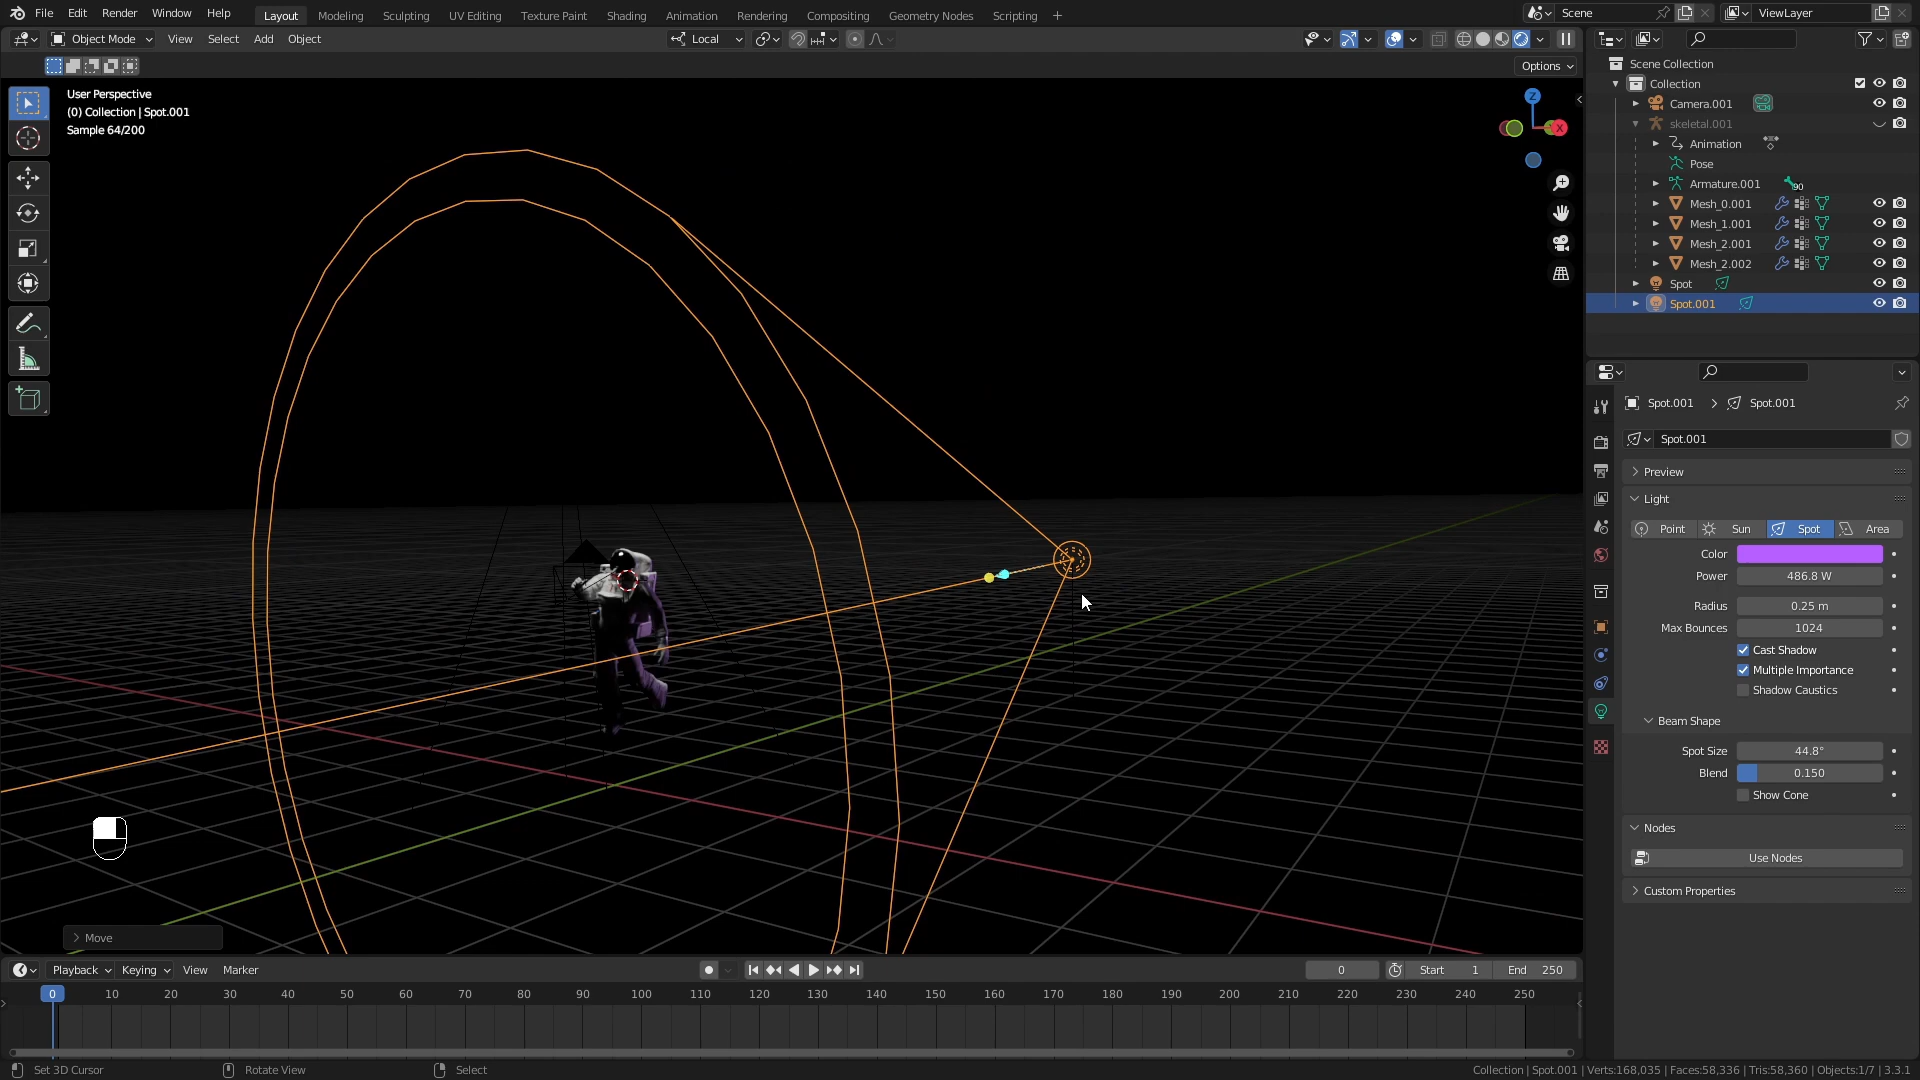 File Edit Render Window Help Layout Modeling Sculpting UV Editing Texture Paint Shading Animation Rendering Compositing Geometry Nodes Scripting + Scene ViewLayer
Object Mode View Select Add Object Local
Options
User Perspective
(0) Collection | Spot.001
Sample 64/200
Z
X
Scene Collection
Collection
Camera.001
skeletal.001
Animation
Pose
Armature.001 90
Mesh_0.001
Mesh_1.001
Mesh_2.001
Mesh_2.002
Spot
Spot.001
Spot.001 > Spot.001
Spot.001
Preview
Light
Point Sun Spot Area
Color
Power 486.8 W
Radius 0.25 m
Max Bounces 1024
Cast Shadow
Multiple Importance
Shadow Caustics
Beam Shape
Spot Size 44.8°
Blend 0.150
Show Cone
Nodes
Use Nodes
Custom Properties
Move
Playback Keying View Marker 0 Start 1 End 250
0 10 20 30 40 50 60 70 80 90 100 110 120 130 140 150 160 170 180 190 200 210 220 230 240 250
Set 3D Cursor Rotate View Select Collection | Spot.001 | Verts:168,035 | Faces:58,336 | Tris:58,360 | Objects:1/7 | 3.3.1